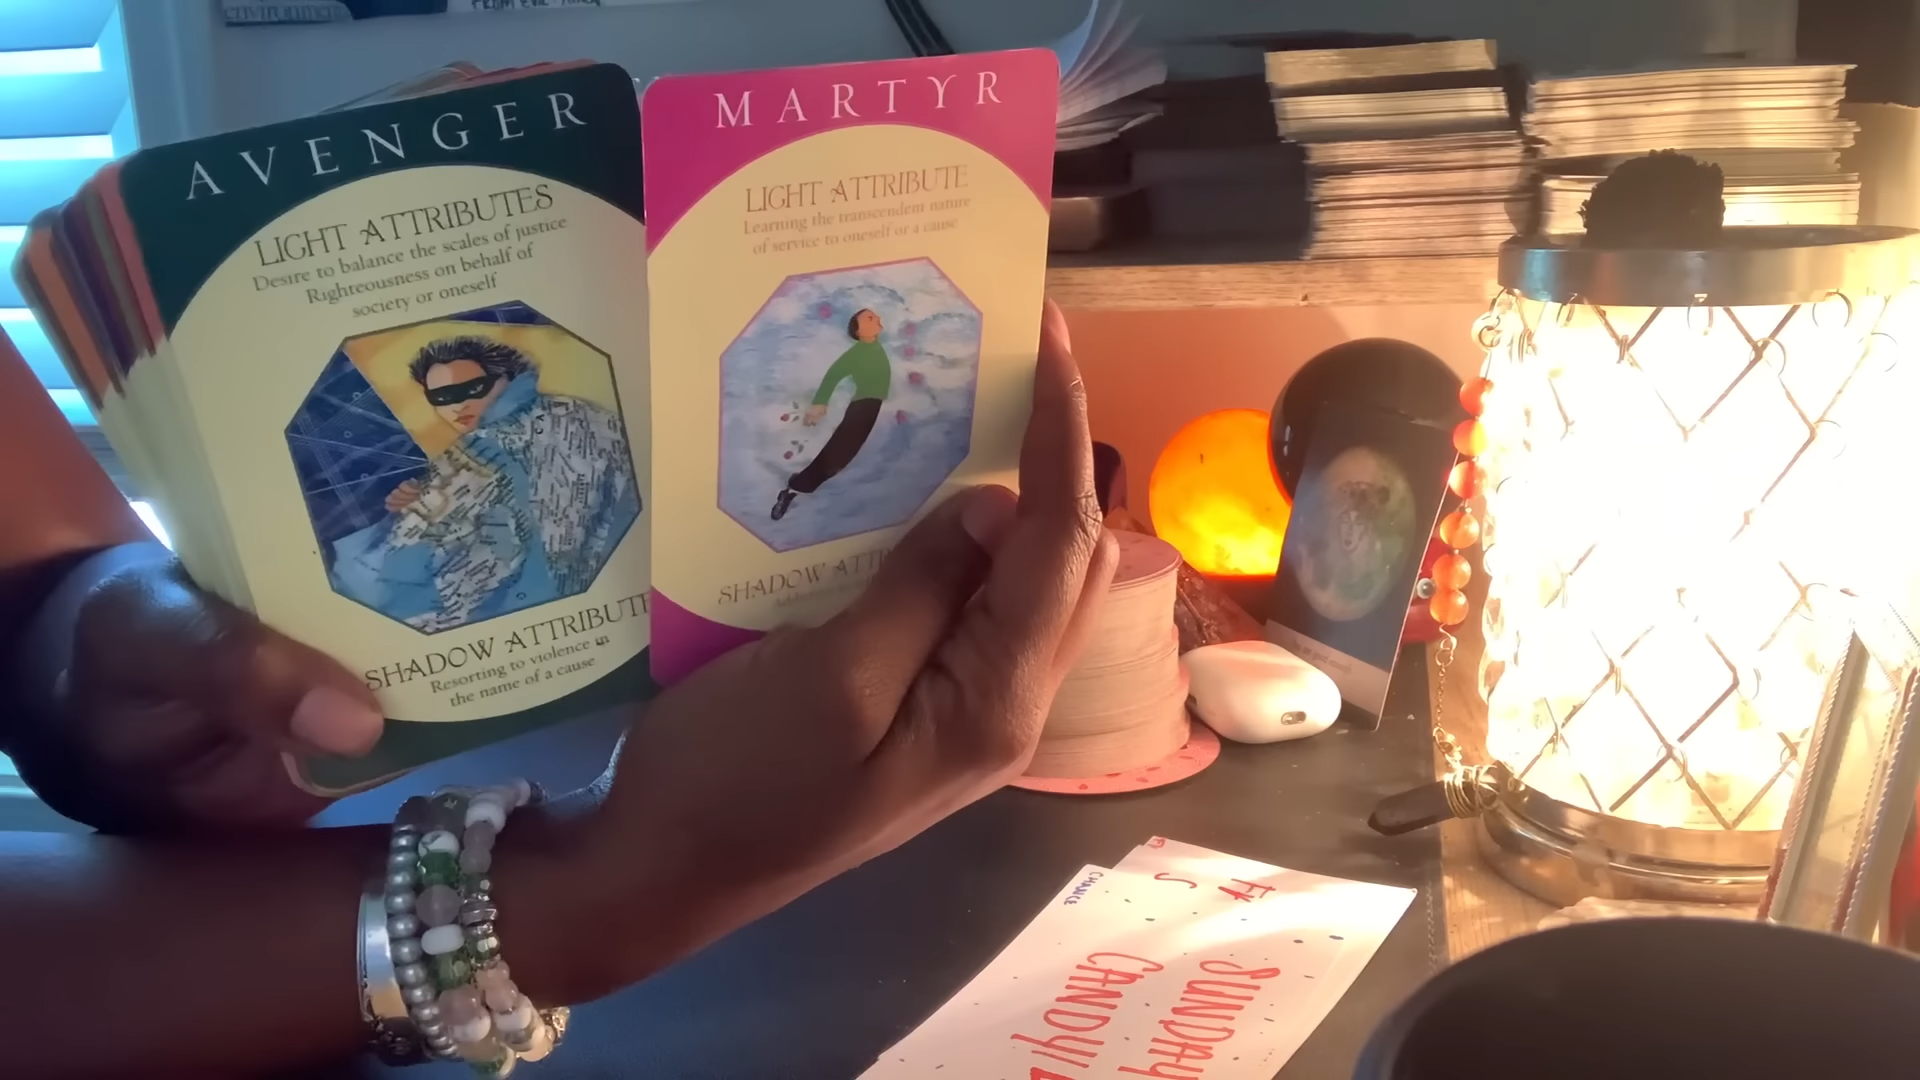 environment
AVENGER
LIGHT ATTRIBUTES
Desire to balance the scales of justice
Righteousness on behalf of
society or oneself
SHADOW ATTRIBUTE
Resorting to violence in
the name of a cause
MARTYR
LIGHT ATTRIBUTE
Learning the transcendent nature
of service to oneself or a cause
SHADOW
CHANCE
SUNDAY
CANDY